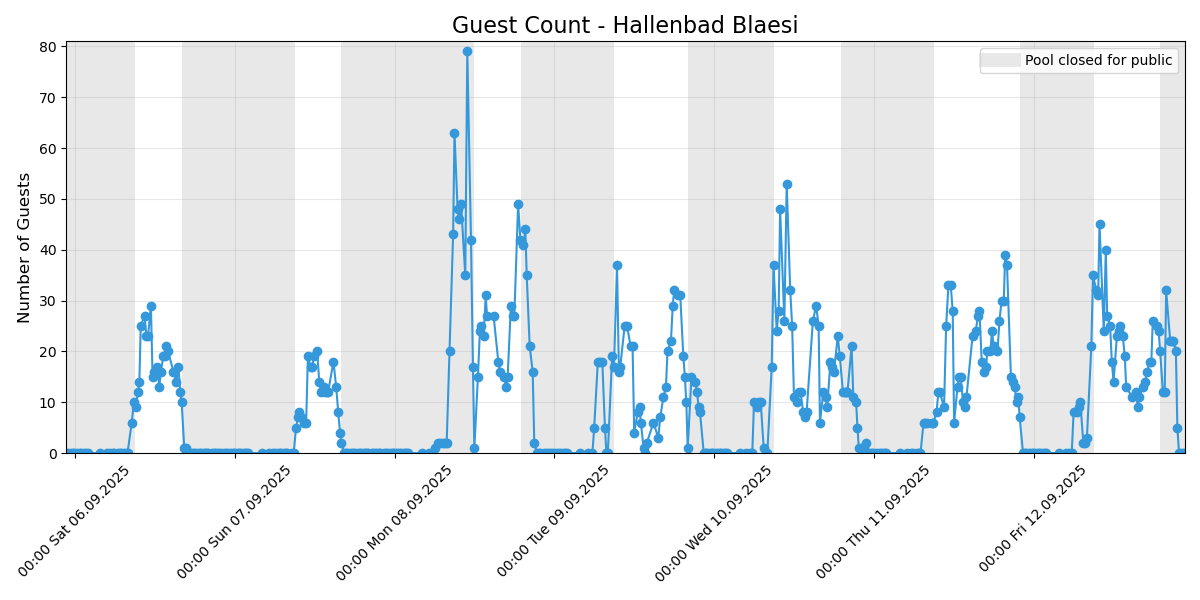 Guest Count - Hallenbad Blaesi
Pool closed for public
Number of Guests
80
70
60
50
40
30
20
10
0
00:00 Sat 06.09.2025
00:00 Sun 07.09.2025
00:00 Mon 08.09.2025
00:00 Tue 09.09.2025
00:00 Wed 10.09.2025
00:00 Thu 11.09.2025
00:00 Fri 12.09.2025